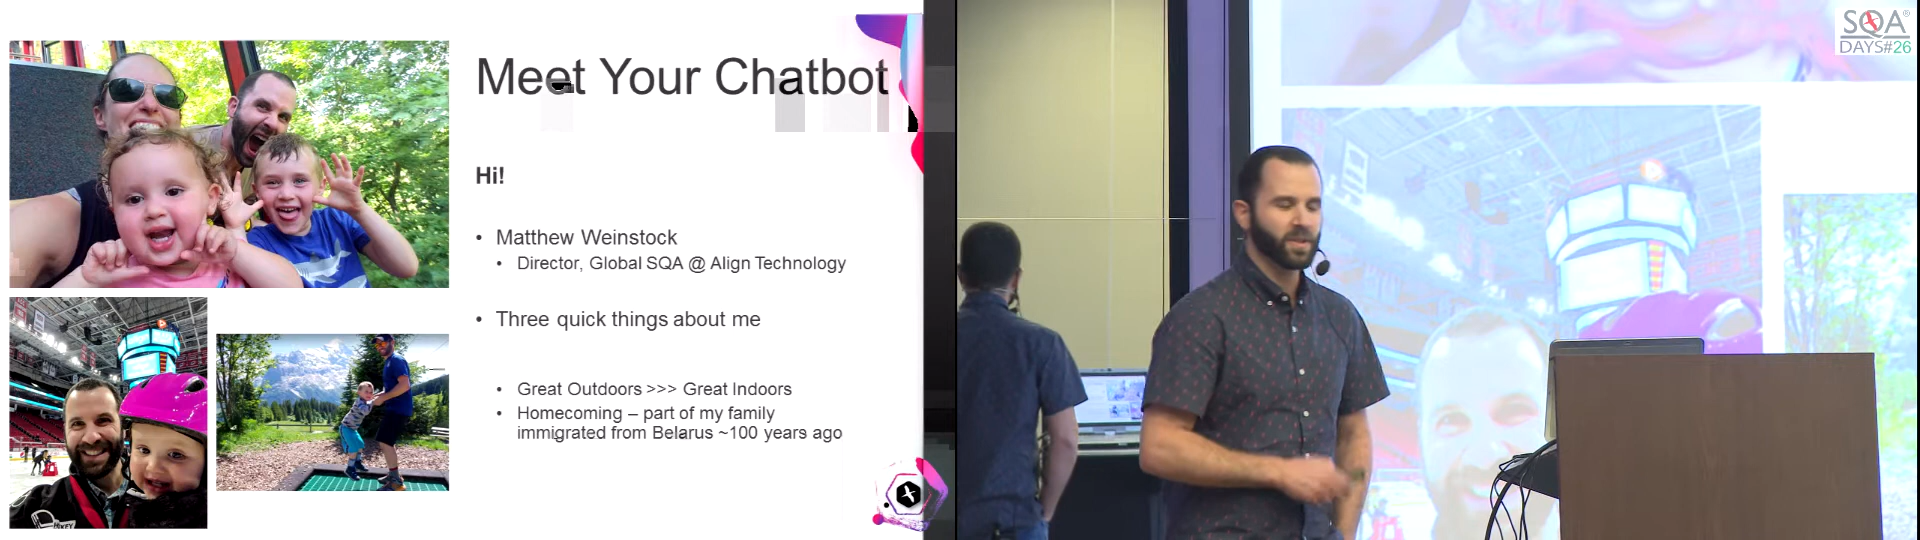 Meet Your Chatbot
Hi!
• Matthew Weinstock
• Director, Global SQA @ Align Technology
• Three quick things about me
• Great Outdoors >>> Great Indoors
• Homecoming – part of my family
immigrated from Belarus ~100 years ago
SQA®
DAYS#26